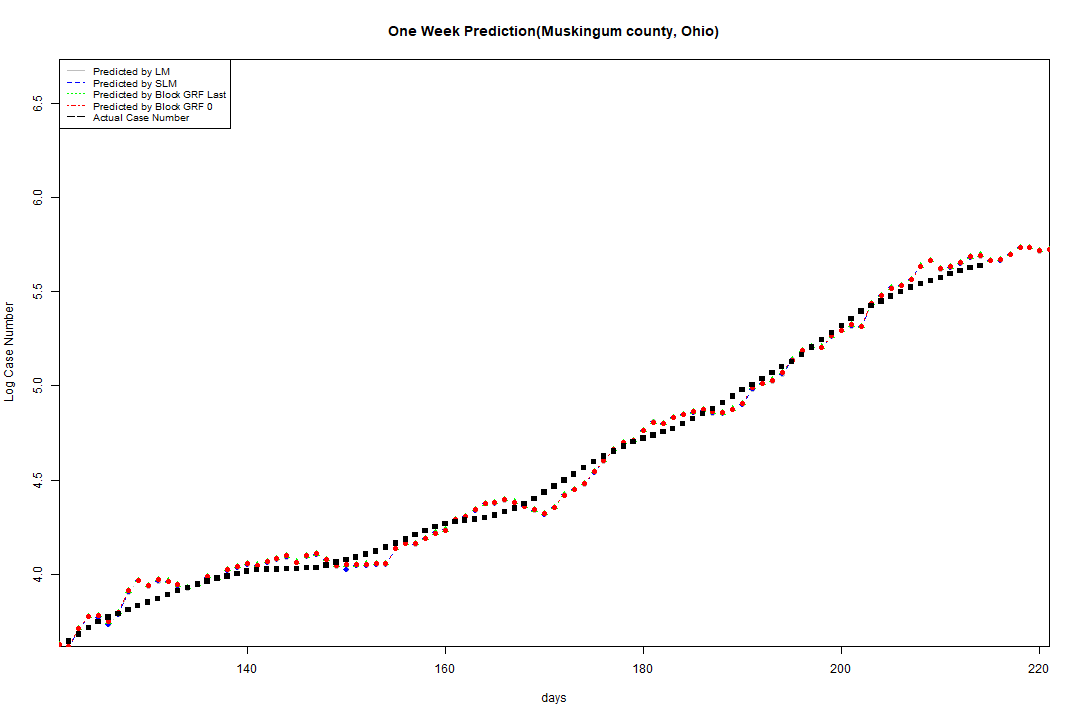 One Week Prediction(Muskingum county, Ohio)
Predicted by LM
Predicted by SLM
Predicted by Block GRF Last
Predicted by Block GRF 0
Actual Case Number
6.5
6.0
5.5
5.0
4.5
4.0
Log Case Number
140
160
180
200
220
days